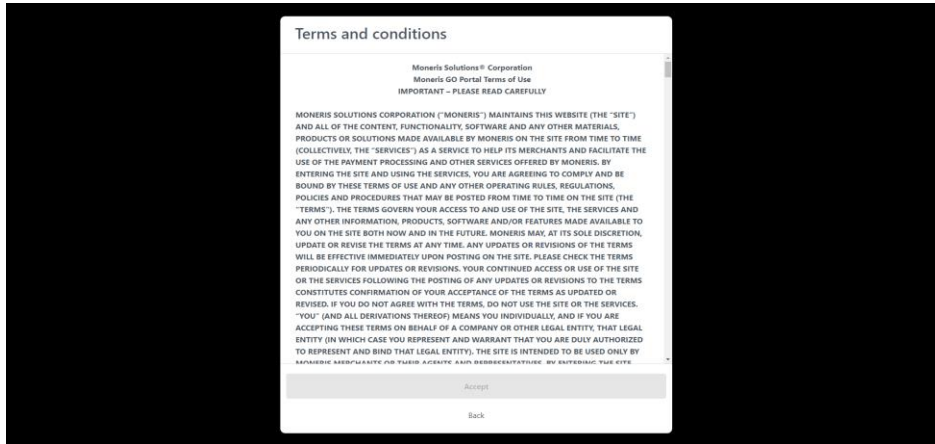 Terms and conditions
Moneris Solutions® Corporation
Moneris GO Portal Terms of Use
IMPORTANT – PLEASE READ CAREFULLY
MONERIS SOLUTIONS CORPORATION ("MONERIS") MAINTAINS THIS WEBSITE (THE "SITE")
AND ALL OF THE CONTENT, FUNCTIONALITY, SOFTWARE AND ANY OTHER MATERIALS,
PRODUCTS OR SOLUTIONS MADE AVAILABLE BY MONERIS ON THE SITE FROM TIME TO TIME
(COLLECTIVELY, THE "SERVICES") AS A SERVICE TO HELP ITS MERCHANTS AND FACILITATE THE
USE OF THE PAYMENT PROCESSING AND OTHER SERVICES OFFERED BY MONERIS. BY
ENTERING THE SITE AND USING THE SERVICES, YOU ARE AGREEING TO COMPLY AND BE
BOUND BY THESE TERMS OF USE AND ANY OTHER OPERATING RULES, REGULATIONS,
POLICIES AND PROCEDURES THAT MAY BE POSTED FROM TIME TO TIME ON THE SITE (THE
"TERMS"). THE TERMS GOVERN YOUR ACCESS TO AND USE OF THE SITE, THE SERVICES AND
ANY OTHER INFORMATION, PRODUCTS, SOFTWARE AND/OR FEATURES MADE AVAILABLE TO
YOU ON THE SITE BOTH NOW AND IN THE FUTURE. MONERIS MAY, AT ITS SOLE DISCRETION,
UPDATE OR REVISE THE TERMS AT ANY TIME. ANY UPDATES OR REVISIONS OF THE TERMS
WILL BE EFFECTIVE IMMEDIATELY UPON POSTING ON THE SITE. PLEASE CHECK THE TERMS
PERIODICALLY FOR UPDATES OR REVISIONS. YOUR CONTINUED ACCESS OR USE OF THE SITE
OR THE SERVICES FOLLOWING THE POSTING OF ANY UPDATES OR REVISIONS TO THE TERMS
CONSTITUTES CONFIRMATION OF YOUR ACCEPTANCE OF THE TERMS AS UPDATED OR
REVISED. IF YOU DO NOT AGREE WITH THE TERMS, DO NOT USE THE SITE OR THE SERVICES.
"YOU" (AND ALL DERIVATIONS THEREOF) MEANS YOU INDIVIDUALLY, AND IF YOU ARE
ACCEPTING THESE TERMS ON BEHALF OF A COMPANY OR OTHER LEGAL ENTITY, THAT LEGAL
ENTITY (IN WHICH CASE YOU REPRESENT AND WARRANT THAT YOU ARE DULY AUTHORIZED
TO REPRESENT AND BIND THAT LEGAL ENTITY). THE SITE IS INTENDED TO BE USED ONLY BY
MONERIS MERCHANTS OR THEIR AGENTS AND REPRESENTATIVES. BY ENTERING THE SITE
Accept
Back